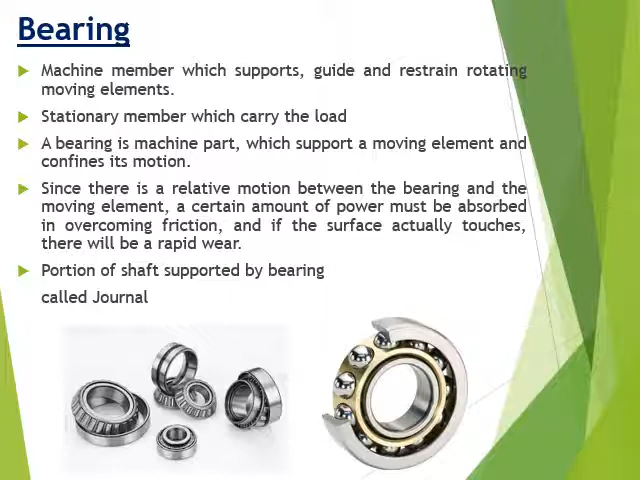 Bearing
Machine member which supports, guide and restrain rotating
moving elements.
Stationary member which carry the load
A bearing is machine part, which support a moving element and
confines its motion.
Since there is a relative motion between the bearing and the
moving element, a certain amount of power must be absorbed
in overcoming friction, and if the surface actually touches,
there will be a rapid wear.
Portion of shaft supported by bearing
called Journal